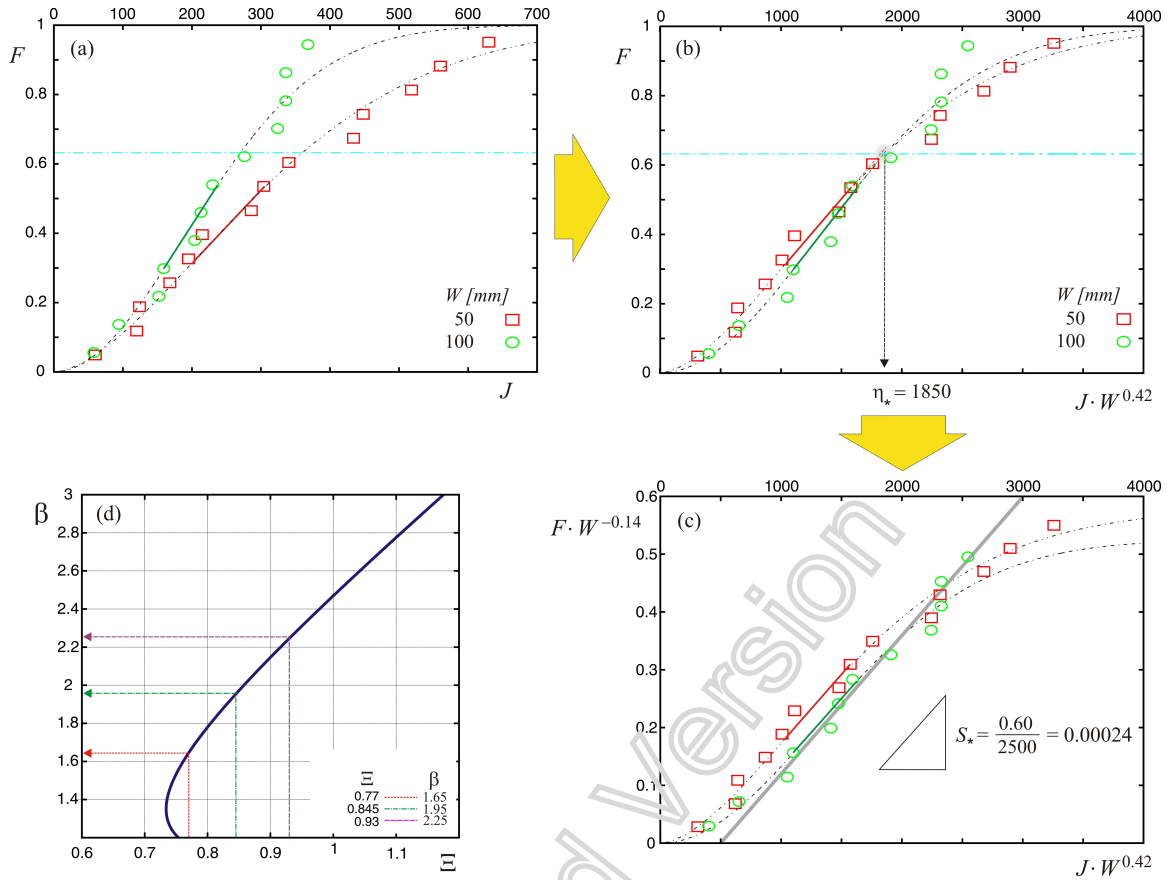 0 100 200 300 400 500 600 700
1
0.8
0.6
0.4
0.2
0
F
(a)
W [mm]
50
100
J
0 1000 2000 3000 4000
1
0.8
0.6
0.4
0.2
0
F
(b)
W [mm]
50
100
η* = 1850
J · W^0.42
3
2.8
2.6
2.4
2.2
2
1.8
1.6
1.4
β
(d)
Ξ β
0.77 1.65
0.845 1.95
0.93 2.25
0.6 0.7 0.8 0.9 1 1.1 Ξ
0 1000 2000 3000 4000
0.6
0.5
0.4
0.3
0.2
0.1
0
F · W^−0.14
(c)
S* = 0.60/2500 = 0.00024
J · W^0.42
d Version